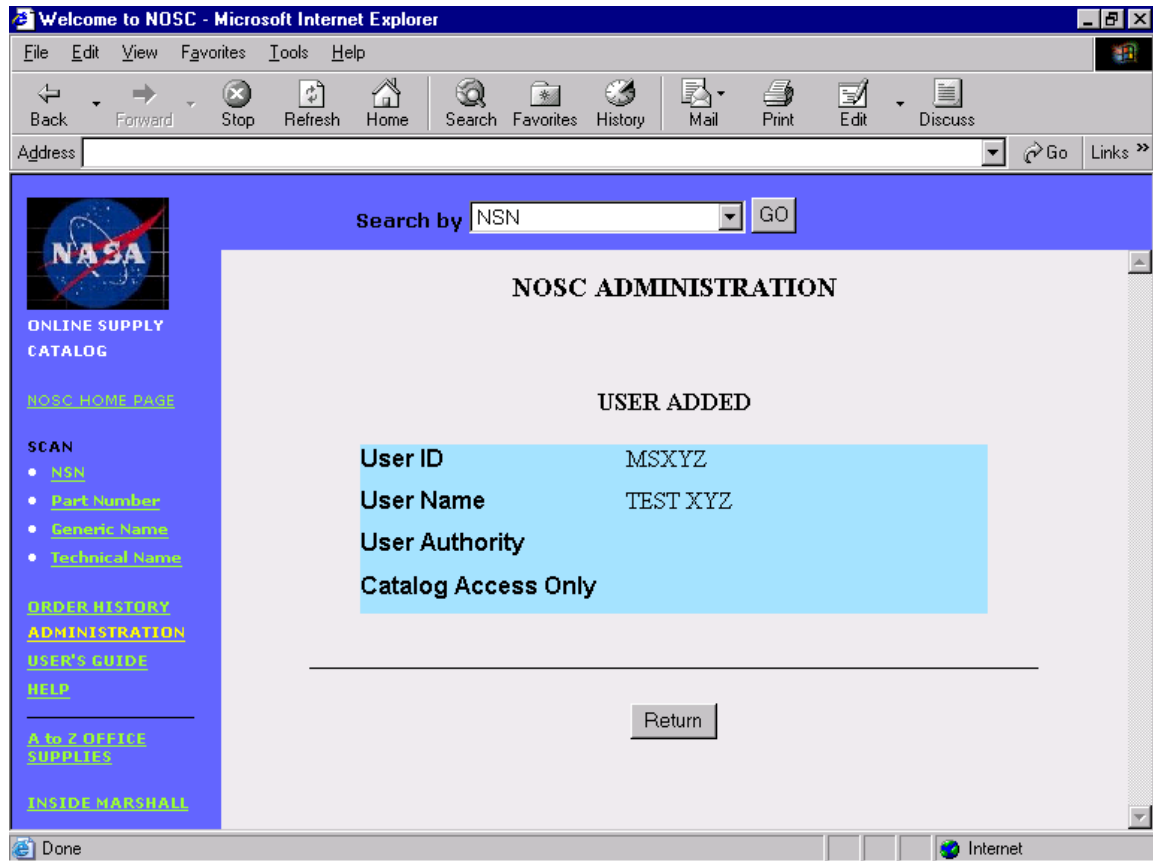 Welcome to NOSC - Microsoft Internet Explorer
File Edit View Favorites Tools Help
Back Forward Stop Refresh Home Search Favorites History Mail Print Edit Discuss
Address Go Links »
NASA
Search by NSN GO
ONLINE SUPPLY
CATALOG
NOSC HOME PAGE
SCAN
NSN
Part Number
Generic Name
Technical Name
ORDER HISTORY
ADMINISTRATION
USER'S GUIDE
HELP
A to Z OFFICE
SUPPLIES
INSIDE MARSHALL
NOSC ADMINISTRATION
USER ADDED
User ID MSXYZ
User Name TEST XYZ
User Authority
Catalog Access Only
Return
Done Internet